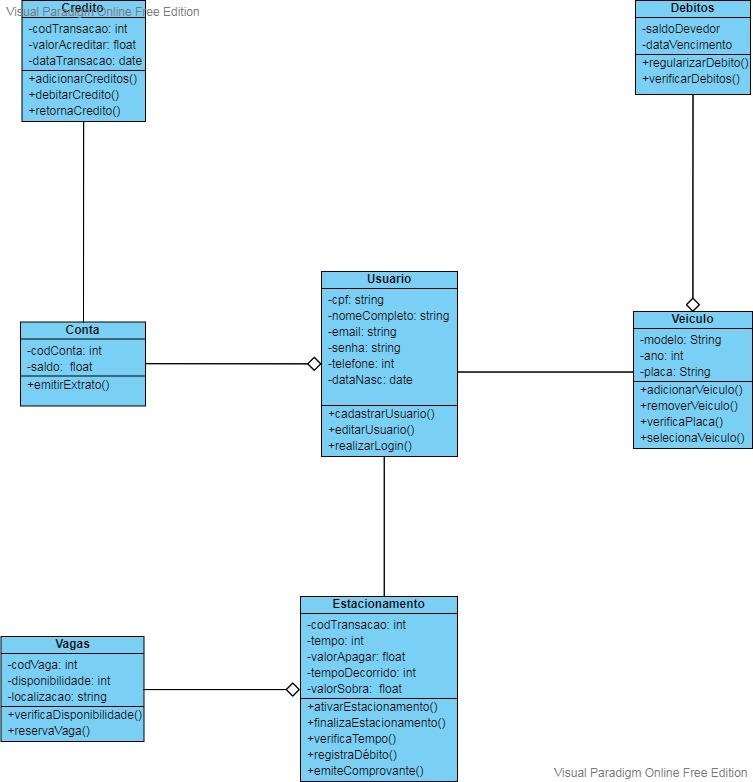 Visual Paradigm Online Free Edition
Credito
-codTransacao: int
-valorAcreditar: float
-dataTransacao: date
+adicionarCreditos()
+debitarCredito()
+retornaCredito()
Debitos
-saldoDevedor
-dataVencimento
+regularizarDebito()
+verificarDebitos()
Usuario
-cpf: string
-nomeCompleto: string
-email: string
-senha: string
-telefone: int
-dataNasc: date
+cadastrarUsuario()
+editarUsuario()
+realizarLogin()
Conta
-codConta: int
-saldo: float
+emitirExtrato()
Veiculo
-modelo: String
-ano: int
-placa: String
+adicionarVeiculo()
+removerVeiculo()
+verificaPlaca()
+selecionaVeiculo()
Estacionamento
-codTransacao: int
-tempo: int
-valorApagar: float
-tempoDecorrido: int
-valorSobra: float
+ativarEstacionamento()
+finalizaEstacionamento()
+verificaTempo()
+registraDébito()
+emiteComprovante()
Vagas
-codVaga: int
-disponibilidade: int
-localizacao: string
+verificaDisponibilidade()
+reservaVaga()
Visual Paradigm Online Free Edition